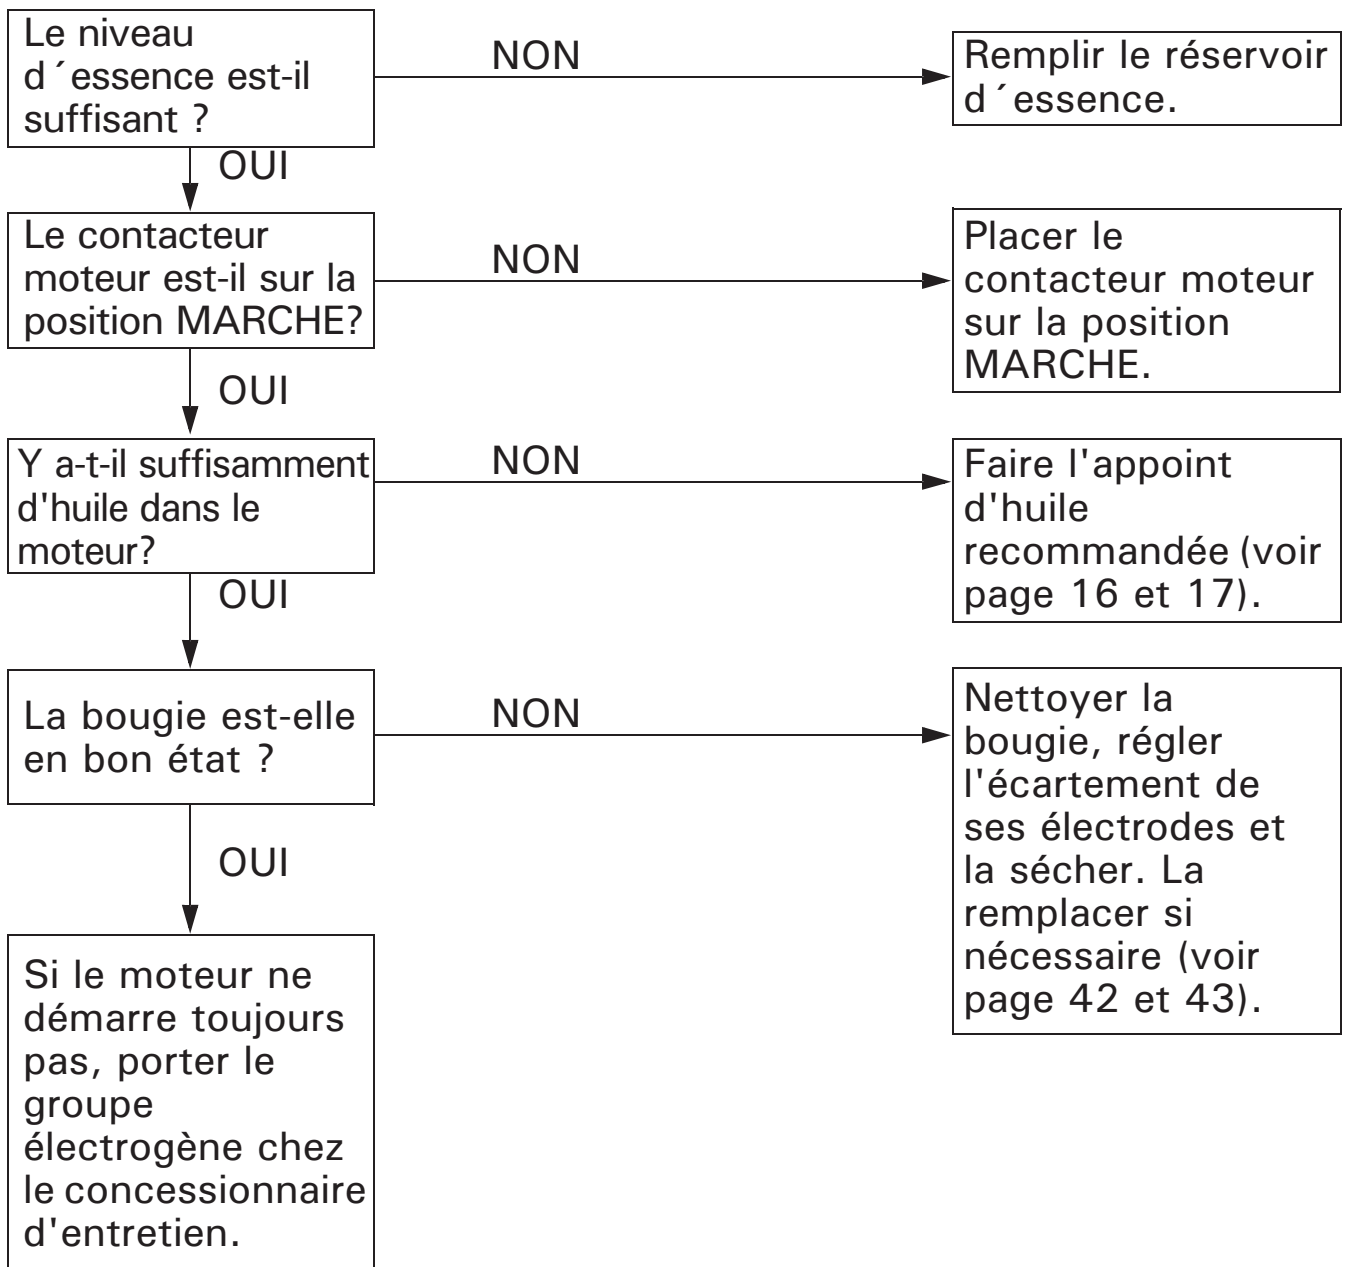 Le niveau
d´essence est-il
suffisant ?
NON
Remplir le réservoir
d´essence.
OUI
Le contacteur
moteur est-il sur la
position MARCHE?
NON
Placer le
contacteur moteur
sur la position
MARCHE.
OUI
Y a-t-il suffisamment
d'huile dans le
moteur?
NON
Faire l'appoint
d'huile
recommandée (voir
page 16 et 17).
OUI
La bougie est-elle
en bon état ?
NON
Nettoyer la
bougie, régler
l'écartement de
ses électrodes et
la sécher. La
remplacer si
nécessaire (voir
page 42 et 43).
OUI
Si le moteur ne
démarre toujours
pas, porter le
groupe
électrogène chez
le concessionnaire
d'entretien.